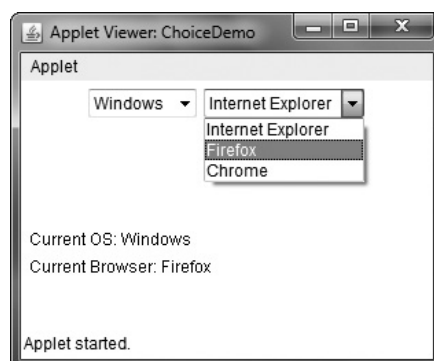 Applet Viewer: ChoiceDemo
Applet
Windows Internet Explorer
Internet Explorer
Firefox
Chrome
Current OS: Windows
Current Browser: Firefox
Applet started.